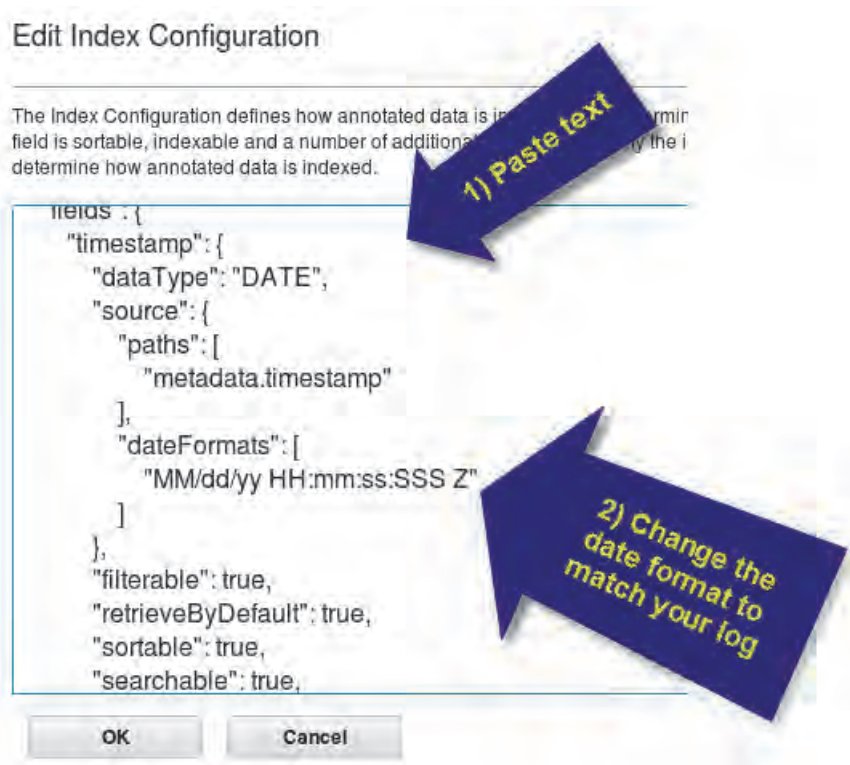 Edit Index Configuration
The Index Configuration defines how annotated data is
field is sortable, indexable and a number of additional the
determine how annotated data is indexed.
1) Paste text
fields": {
"timestamp": {
"dataType": "DATE",
"source": {
"paths": [
"metadata.timestamp"
],
"dateFormats": [
"MM/dd/yy HH:mm:ss:SSS Z"
]
},
"filterable": true,
"retrieveByDefault": true,
"sortable": true,
"searchable": true,
2) Change the
date format to
match your log
OK Cancel